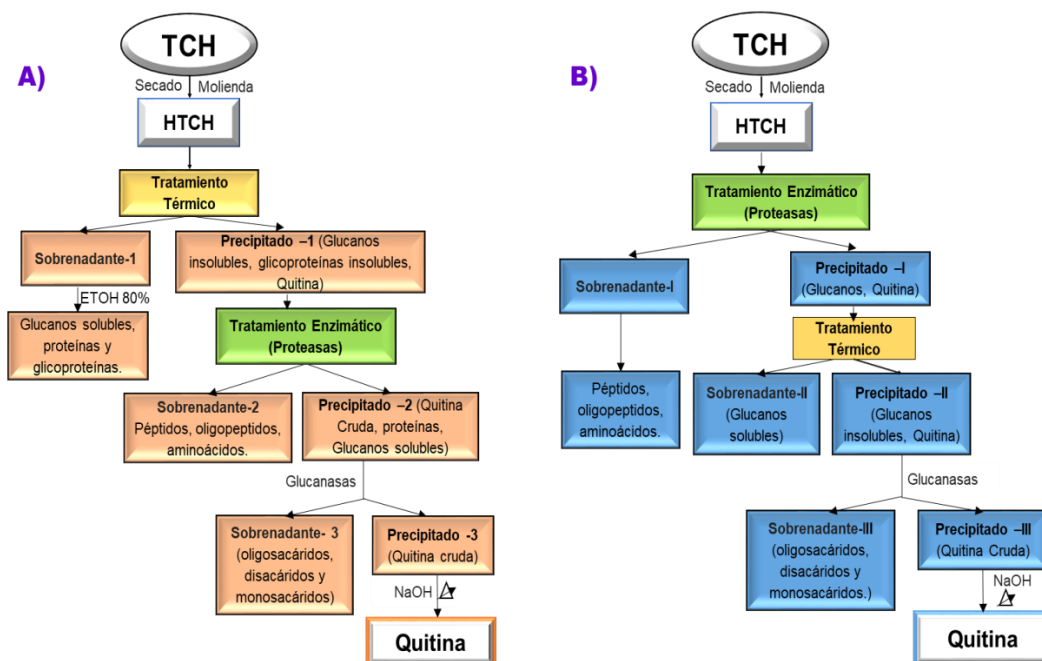 A)
TCH
Secado Molienda
HTCH
Tratamiento
Térmico
Sobrenadante-1
Precipitado –1 (Glucanos
insolubles, glicoproteínas insolubles,
Quitina)
ETOH 80%
Glucanos solubles,
proteínas y
glicoproteínas.
Tratamiento Enzimático
(Proteasas)
Sobrenadante-2
Péptidos, oligopeptidos,
aminoácidos.
Precipitado –2 (Quitina
Cruda, proteínas,
Glucanos solubles)
Glucanasas
Sobrenadante- 3
(oligosacáridos,
disacáridos y
monosacáridos)
Precipitado -3
(Quitina cruda)
NaOH
Quitina
B)
TCH
Secado Molienda
HTCH
Tratamiento Enzimático
(Proteasas)
Sobrenadante-I
Precipitado –I
(Glucanos, Quitina)
Péptidos,
oligopeptidos,
aminoácidos.
Tratamiento
Térmico
Sobrenadante-II
(Glucanos
solubles)
Precipitado –II
(Glucanos
insolubles, Quitina)
Glucanasas
Sobrenadante-III
(oligosacáridos,
disacáridos y
monosacáridos.)
Precipitado –III
(Quitina Cruda)
NaOH
Quitina